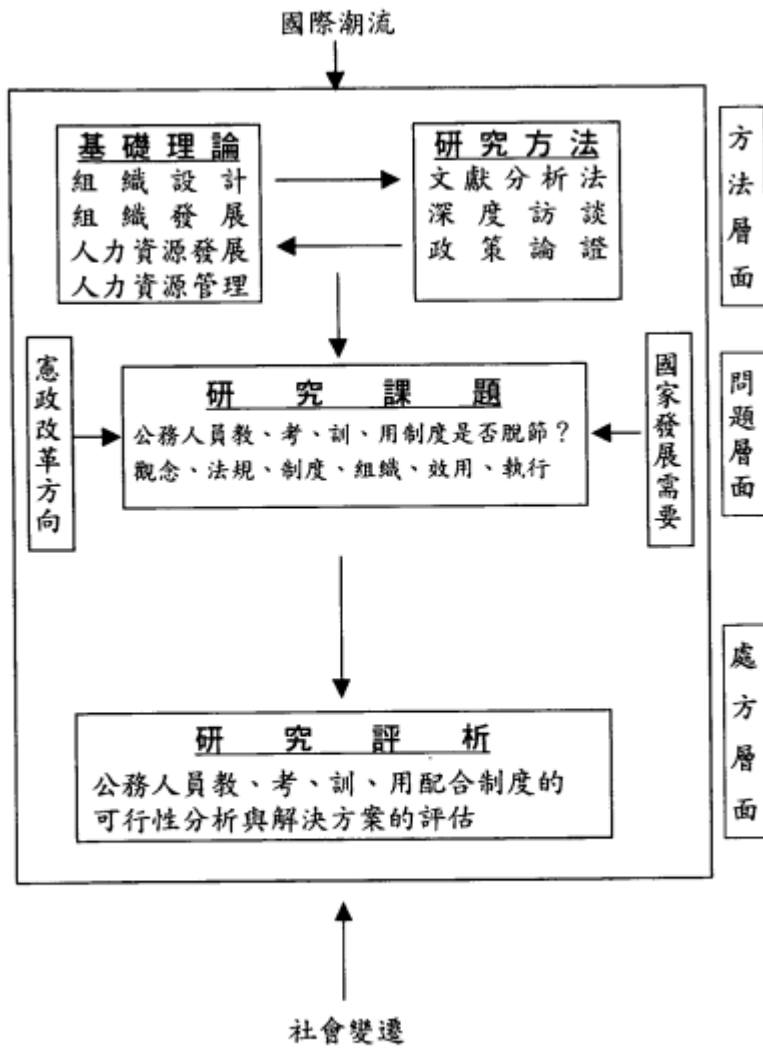 國際潮流
基礎理論
組織設計
組織發展
人力資源發展
人力資源管理
研究方法
文獻分析法
深度訪談
政策論證
方法層面
憲政改革方向
研究課題
公務人員教、考、訓、用制度是否脫節？
觀念、法規、制度、組織、效用、執行
國家發展需要
問題層面
研究評析
公務人員教、考、訓、用配合制度的
可行性分析與解決方案的評估
處方層面
社會變遷